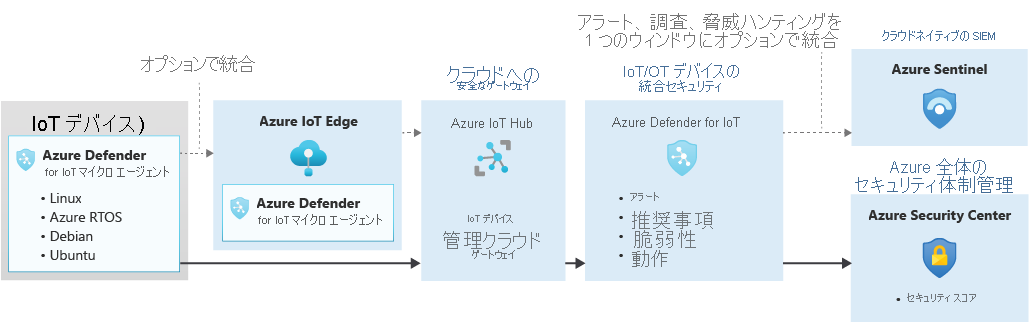 オプションで統合
IoT デバイス)
Azure Defender
for IoT マイクロ エージェント
• Linux
• Azure RTOS
• Debian
• Ubuntu
Azure IoT Edge
Azure Defender
for IoT マイクロ エージェント
クラウドへの
安全なゲートウェイ
Azure IoT Hub
IoT デバイス
管理クラウド
ゲートウェイ
アラート、調査、脅威ハンティングを
1 つのウィンドウにオプションで統合
IoT/OT デバイスの
統合セキュリティ
Azure Defender for IoT
• アラート
• 推奨事項
• 脆弱性
• 動作
クラウドネイティブの SIEM
Azure Sentinel
Azure 全体の
セキュリティ体制管理
Azure Security Center
• セキュリティ スコア